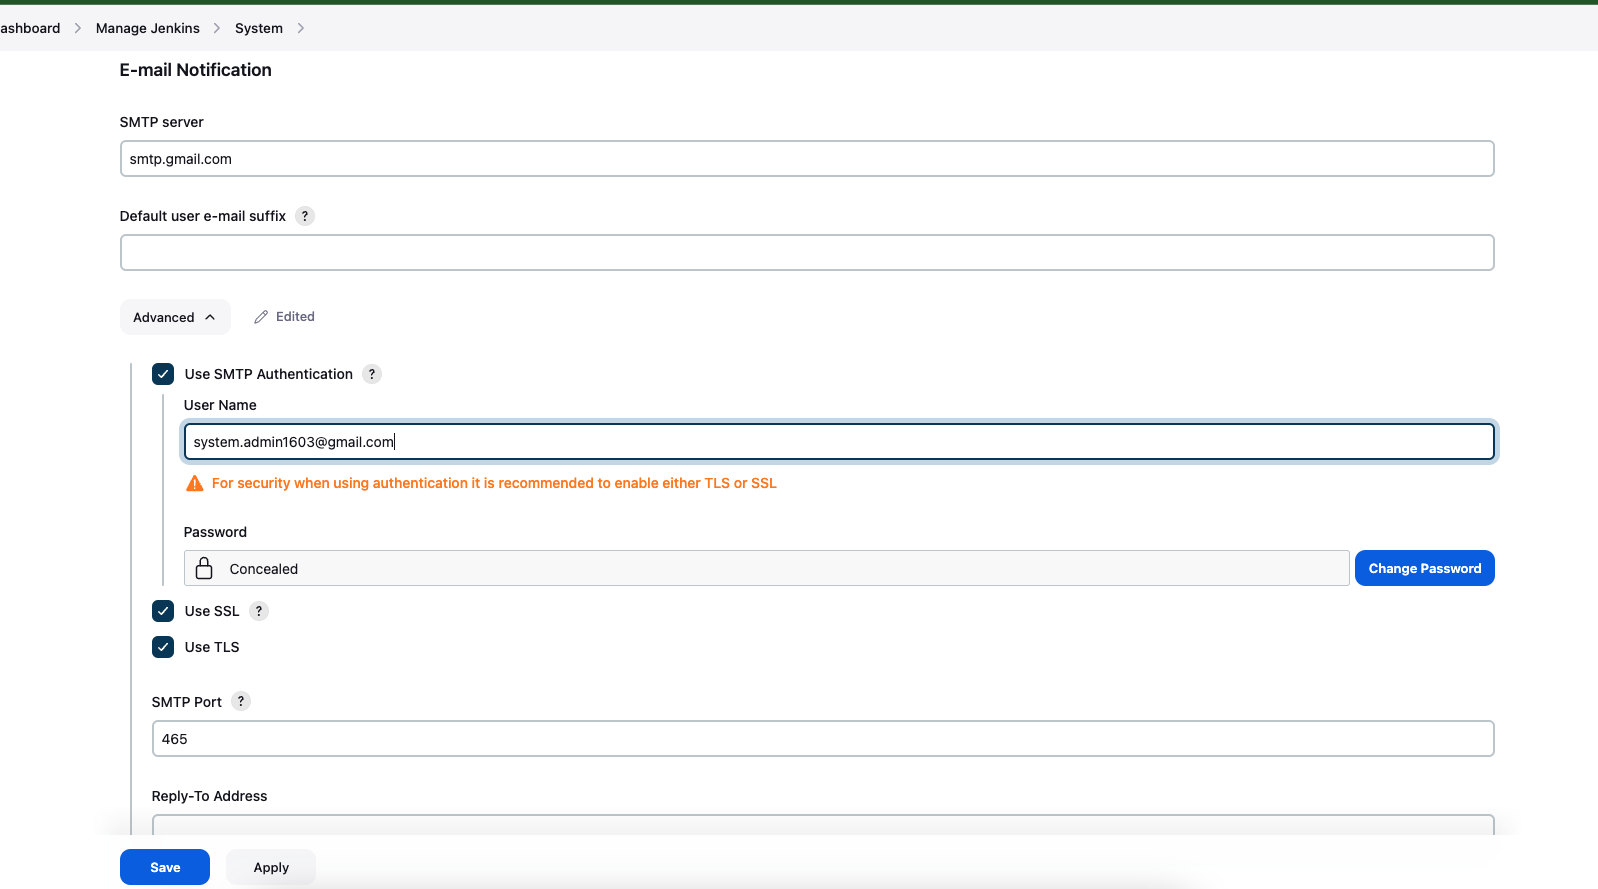 ashboard > Manage Jenkins > System >
E-mail Notification
SMTP server
smtp.gmail.com
Default user e-mail suffix ?
Advanced Edited
Use SMTP Authentication ?
User Name
system.admin1603@gmail.com
For security when using authentication it is recommended to enable either TLS or SSL
Password
Concealed Change Password
Use SSL ?
Use TLS
SMTP Port ?
465
Reply-To Address
Save Apply